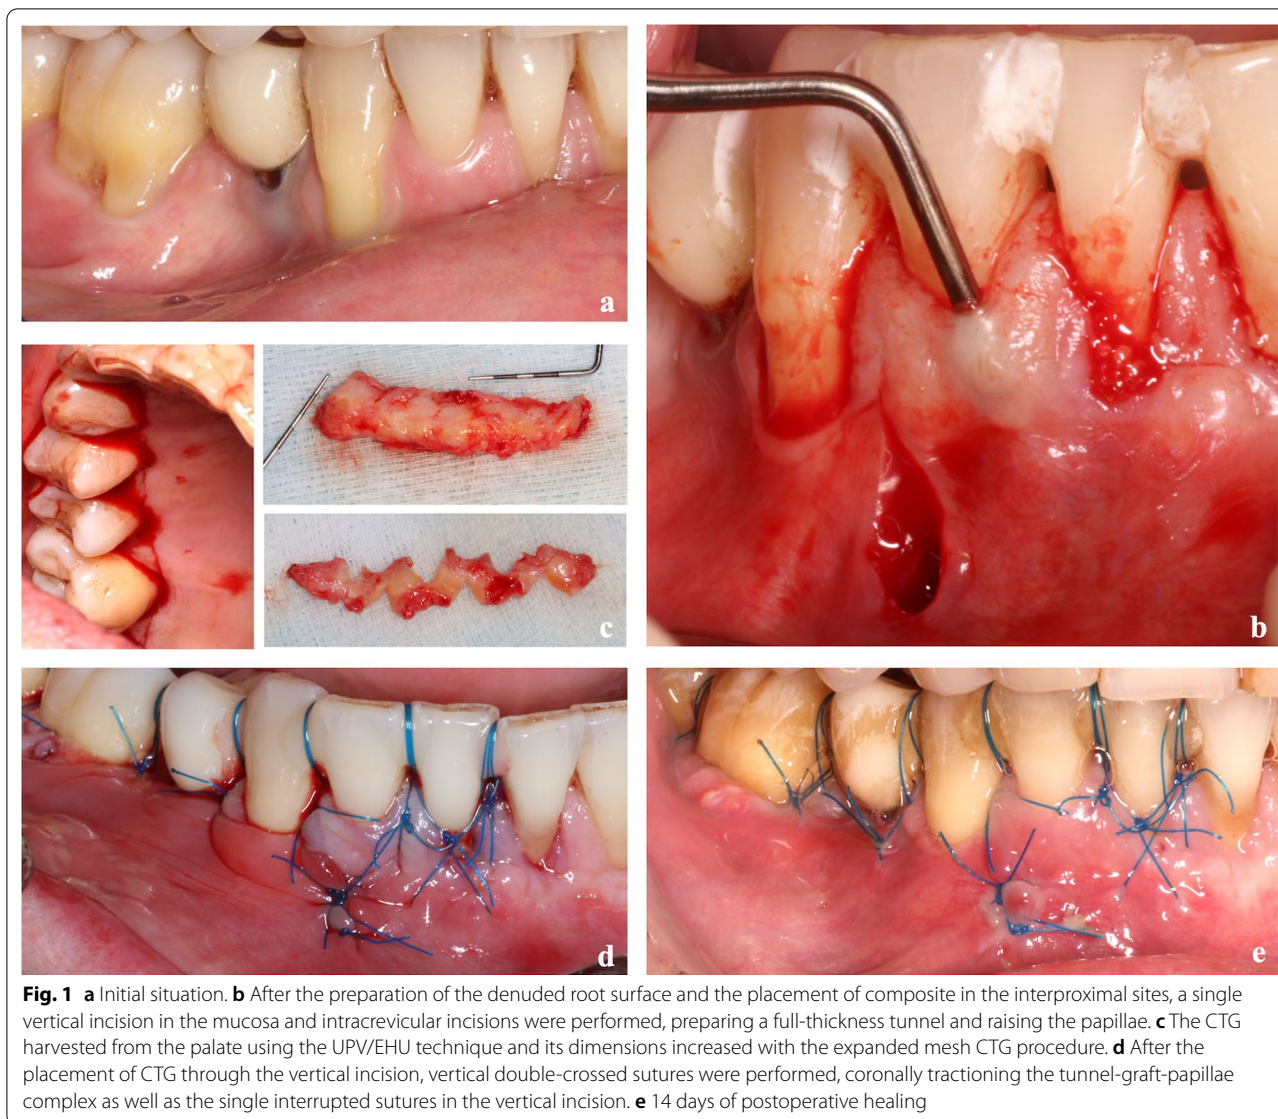 a
b
c
d
e
Fig. 1 a Initial situation. b After the preparation of the denuded root surface and the placement of composite in the interproximal sites, a single
vertical incision in the mucosa and intracrevicular incisions were performed, preparing a full-thickness tunnel and raising the papillae. c The CTG
harvested from the palate using the UPV/EHU technique and its dimensions increased with the expanded mesh CTG procedure. d After the
placement of CTG through the vertical incision, vertical double-crossed sutures were performed, coronally tractioning the tunnel-graft-papillae
complex as well as the single interrupted sutures in the vertical incision. e 14 days of postoperative healing